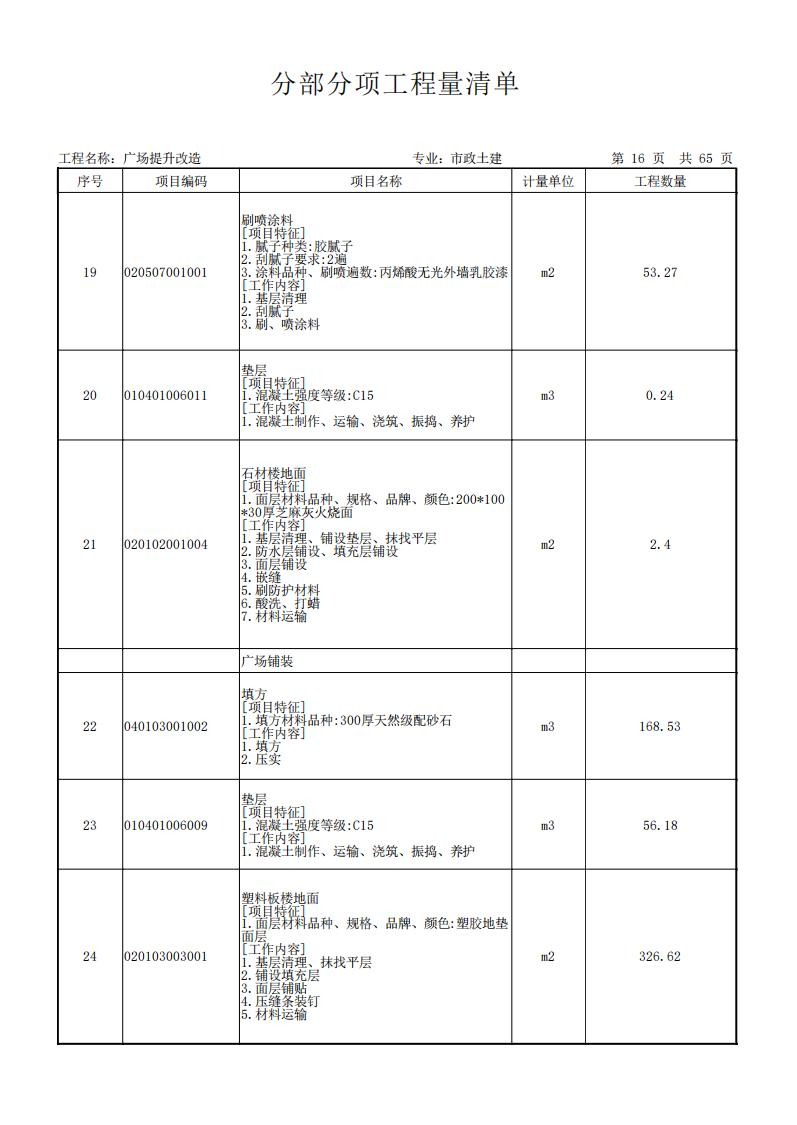 分部分项工程量清单
工程名称：广场提升改造 专业：市政土建 第 16 页 共 65 页
序号 项目编码 项目名称 计量单位 工程数量
刷喷涂料
[项目特征]
1.腻子种类:胶腻子
2.刮腻子要求:2遍
19 020507001001 3.涂料品种、刷喷遍数:丙烯酸无光外墙乳胶漆 m2 53.27
[工作内容]
1.基层清理
2.刮腻子
3.刷、喷涂料
垫层
[项目特征]
20 010401006011 1.混凝土强度等级:C15 m3 0.24
[工作内容]
1.混凝土制作、运输、浇筑、振捣、养护
石材楼地面
[项目特征]
1.面层材料品种、规格、品牌、颜色:200*100
*30厚芝麻灰火烧面
[工作内容]
1.基层清理、铺设垫层、抹找平层
21 020102001004 2.防水层铺设、填充层铺设 m2 2.4
3.面层铺设
4.嵌缝
5.刷防护材料
6.酸洗、打蜡
7.材料运输
广场铺装
填方
[项目特征]
22 040103001002 1.填方材料品种:300厚天然级配砂石 m3 168.53
[工作内容]
1.填方
2.压实
垫层
[项目特征]
23 010401006009 1.混凝土强度等级:C15 m3 56.18
[工作内容]
1.混凝土制作、运输、浇筑、振捣、养护
塑料板楼地面
[项目特征]
1.面层材料品种、规格、品牌、颜色:塑胶地垫
面层
[工作内容]
24 020103003001 1.基层清理、抹找平层 m2 326.62
2.铺设填充层
3.面层铺贴
4.压缝条装钉
5.材料运输